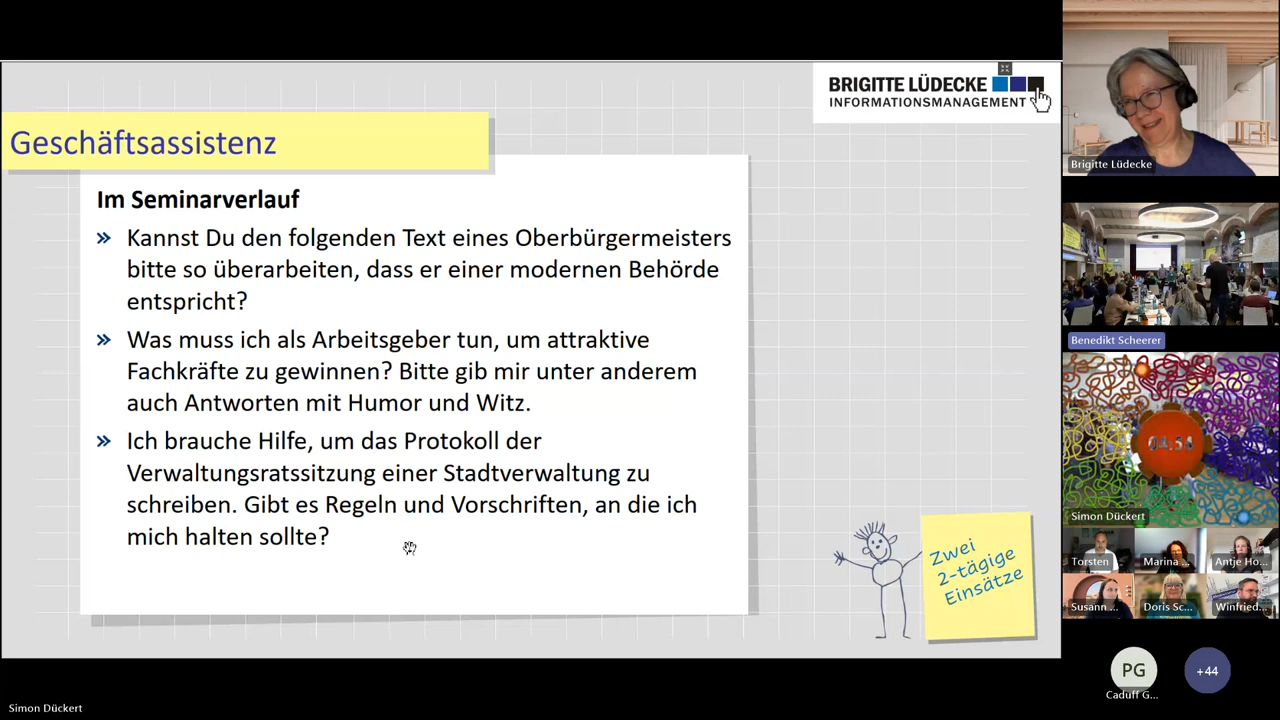 BRIGITTE LÜDECKE
INFORMATIONSMANAGEMENT
Geschäftsassistenz
Im Seminarverlauf
» Kannst Du den folgenden Text eines Oberbürgermeisters
bitte so überarbeiten, dass er einer modernen Behörde
entspricht?
» Was muss ich als Arbeitsgeber tun, um attraktive
Fachkräfte zu gewinnen? Bitte gib mir unter anderem
auch Antworten mit Humor und Witz.
» Ich brauche Hilfe, um das Protokoll der
Verwaltungsratssitzung einer Stadtverwaltung zu
schreiben. Gibt es Regeln und Vorschriften, an die ich
mich halten sollte?
Zwei
2-tägige
Einsätze
Brigitte Lüdecke
Benedikt Scheerer
04:54
Simon Dückert
Torsten
Marina ...
Antje Ho...
Susann ...
Doris Sc...
Winfried...
PG
+44
Caduff G...
Simon Dückert